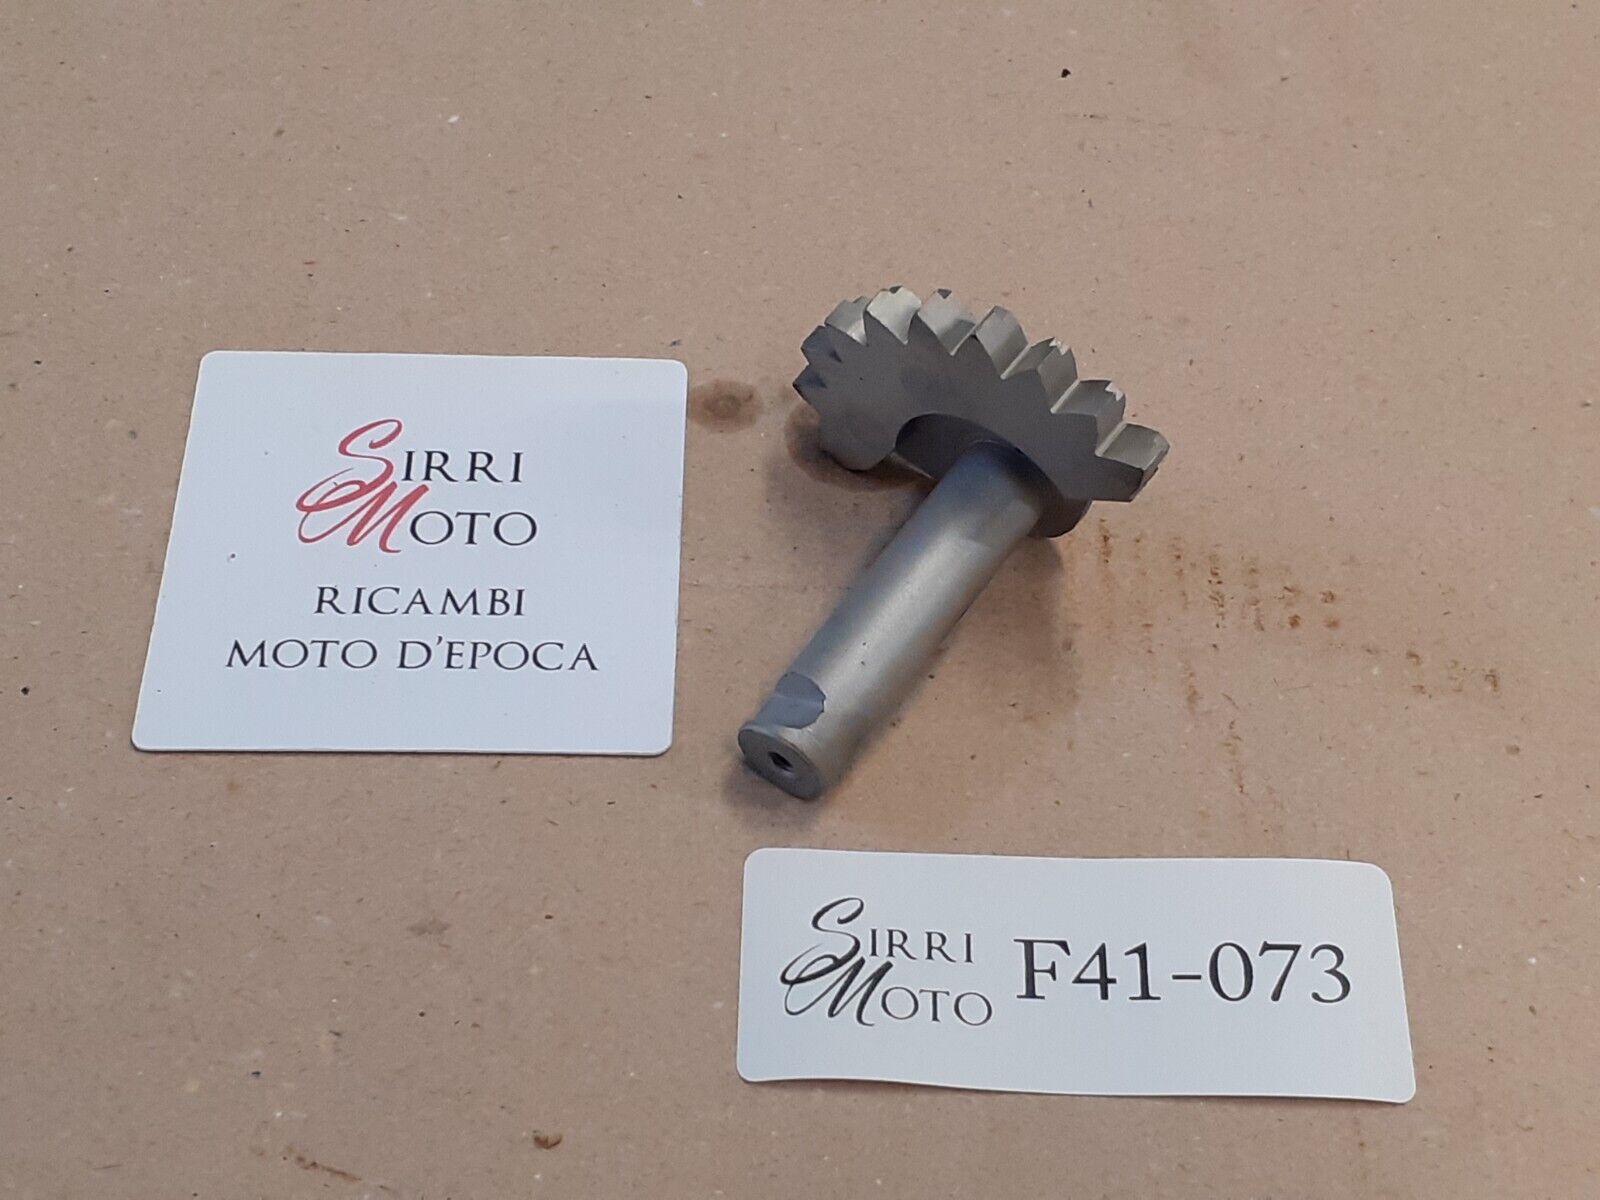 SIRRI
MOTO
RICAMBI
MOTO D'EPOCA
SIRRI
MOTO
F41-073